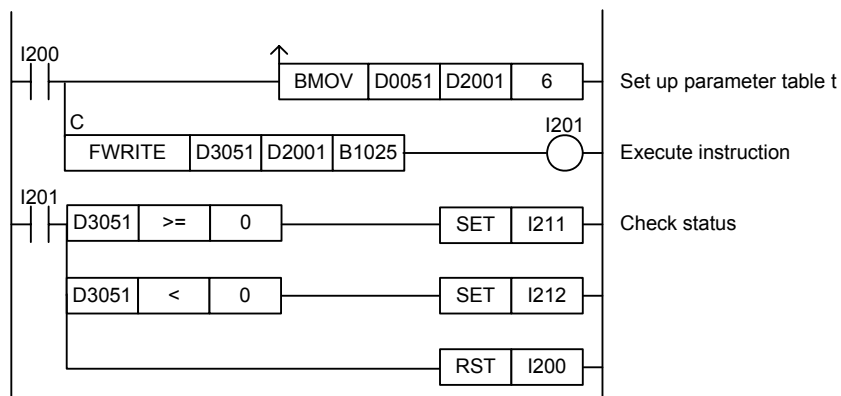 I200
BMOV D0051 D2001 6 Set up parameter table t
C I201
FWRITE D3051 D2001 B1025 Execute instruction
I201
D3051 >= 0 SET I211 Check status
D3051 < 0 SET I212
RST I200